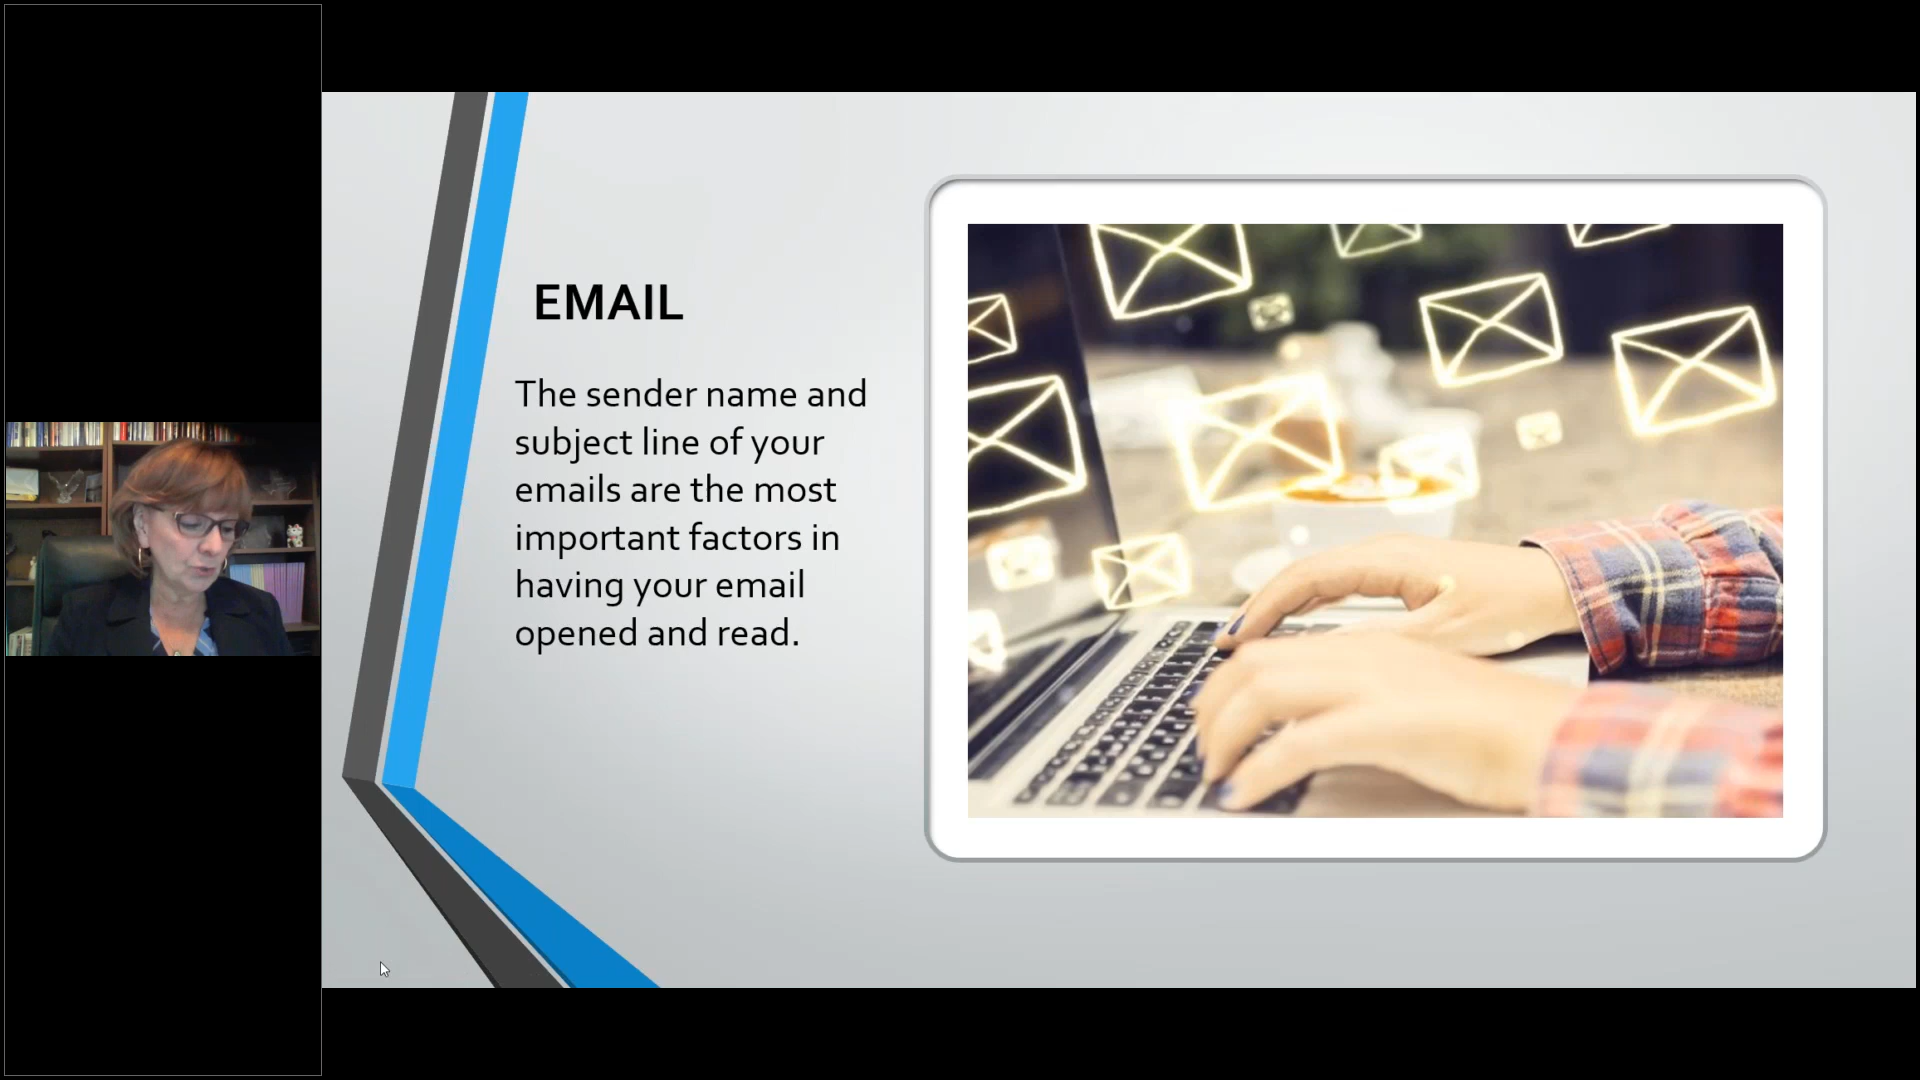 EMAIL
The sender name and
subject line of your
emails are the most
important factors in
having your email
opened and read.